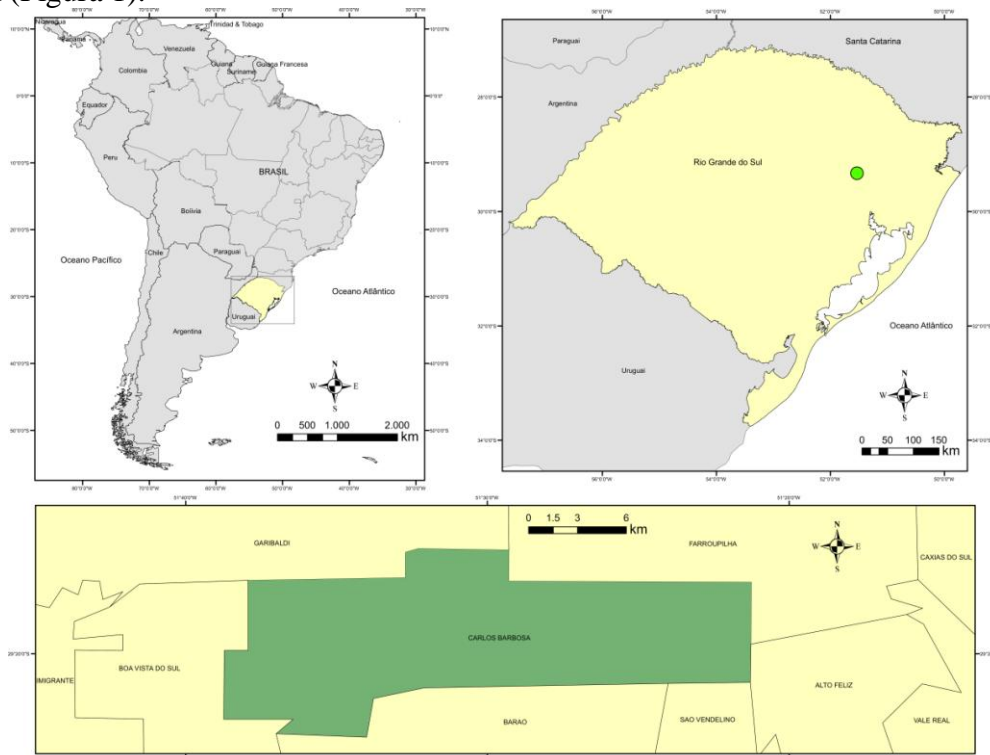 (Figura 1).
Nicarágua
Panamá
Trinidad & Tobago
Venezuela
Guiana
Suriname
Guiana Francesa
Colombia
Equador
Peru
BRASIL
Bolívia
Paraguai
Chile
Oceano Pacífico
Oceano Atlântico
Uruguai
Argentina
N
W E
S
0 500 1.000 2.000
km
Paraguai
Santa Catarina
Argentina
Rio Grande do Sul
Oceano Atlântico
Uruguai
N
W E
S
0 50 100 150
km
0 1.5 3 6
km
GARIBALDI
FARROUPILHA
N
W E
S
CAXIAS DO SUL
CARLOS BARBOSA
BOA VISTA DO SUL
IMIGRANTE
ALTO FELIZ
BARAO
SAO VENDELINO
VALE REAL